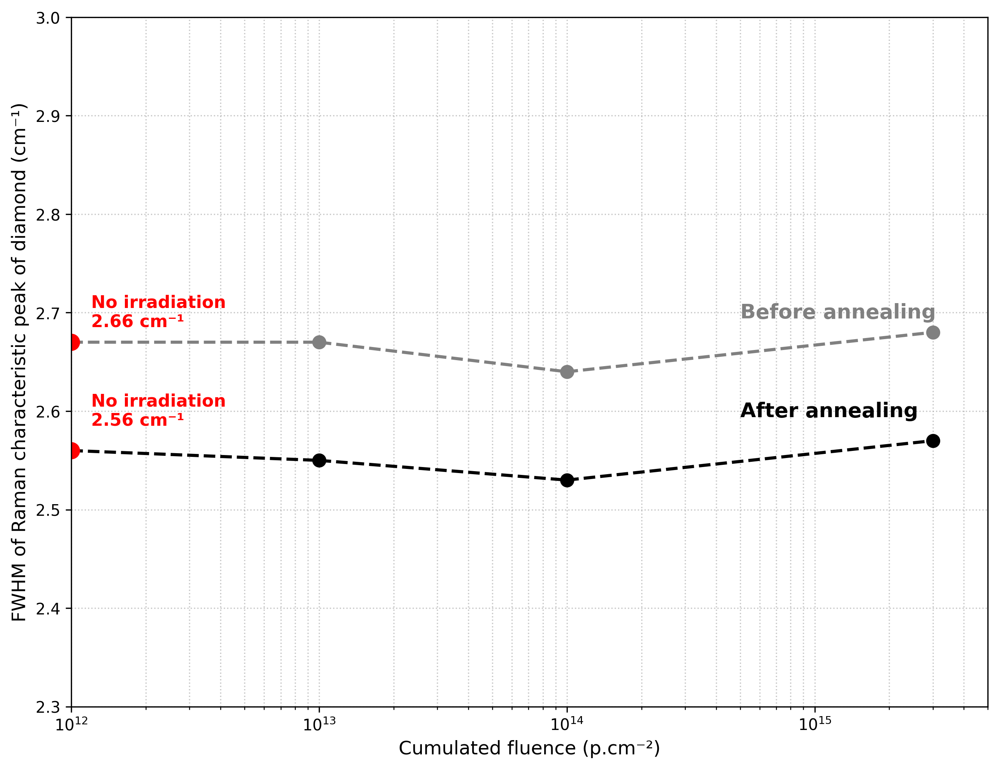 3.0
2.9
2.8
2.7
2.6
2.5
2.4
2.3
FWHM of Raman characteristic peak of diamond (cm⁻¹)
No irradiation
2.66 cm⁻¹
Before annealing
No irradiation
2.56 cm⁻¹
After annealing
10¹²
10¹³
10¹⁴
10¹⁵
Cumulated fluence (p.cm⁻²)